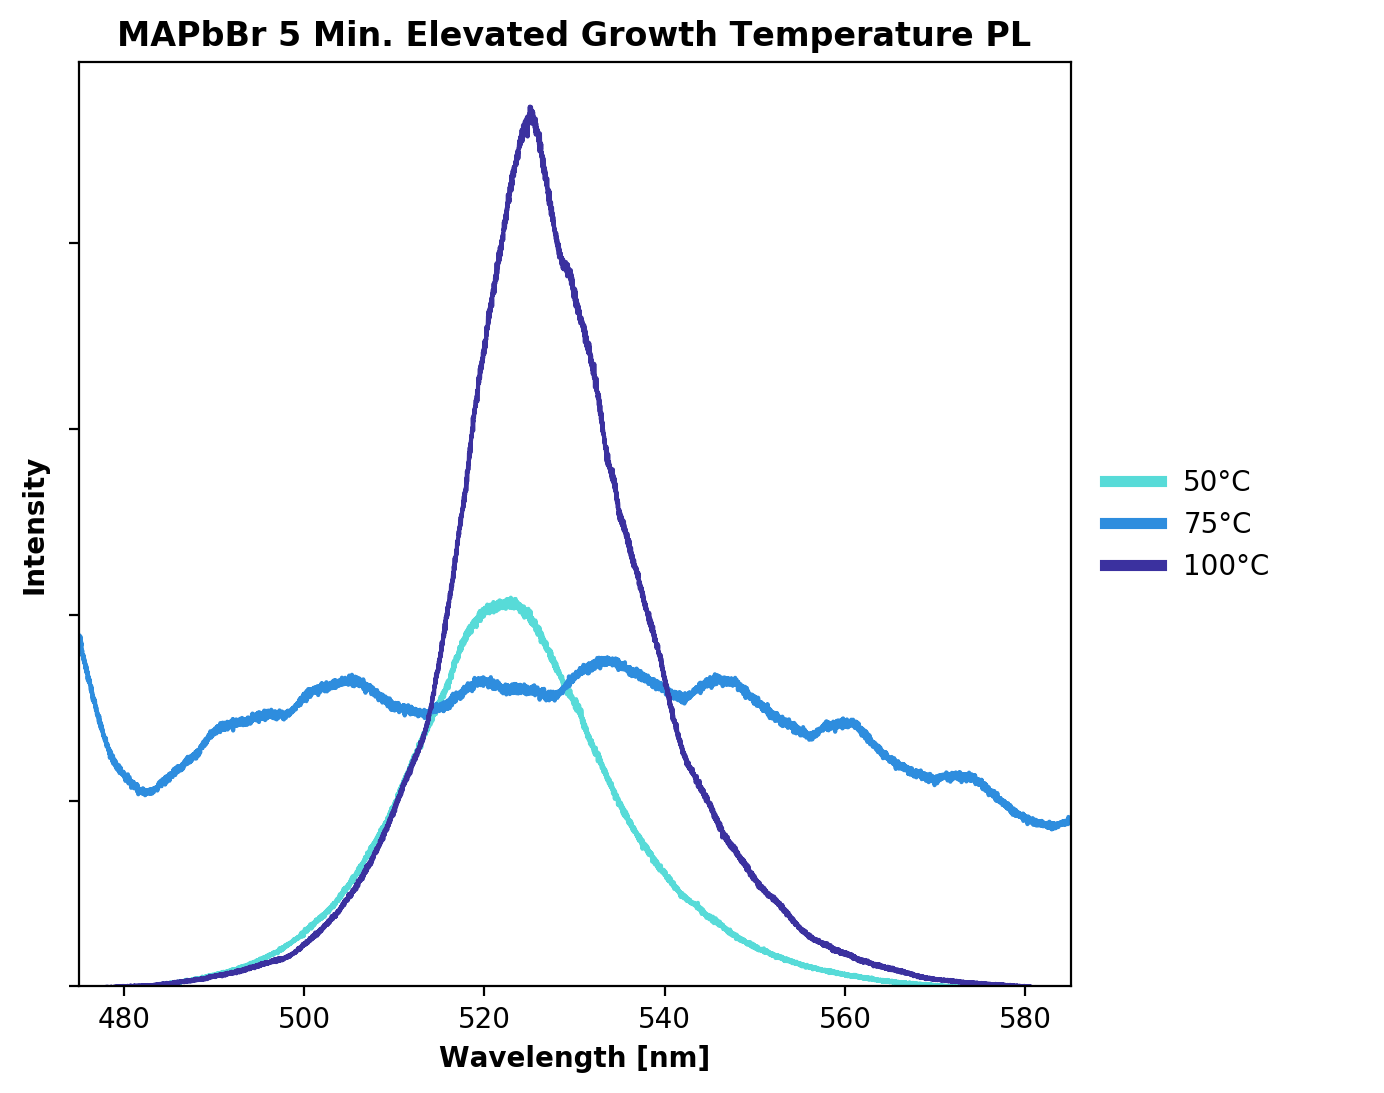 MAPbBr 5 Min. Elevated Growth Temperature PL
Intensity
50°C
75°C
100°C
480 500 520 540 560 580
Wavelength [nm]